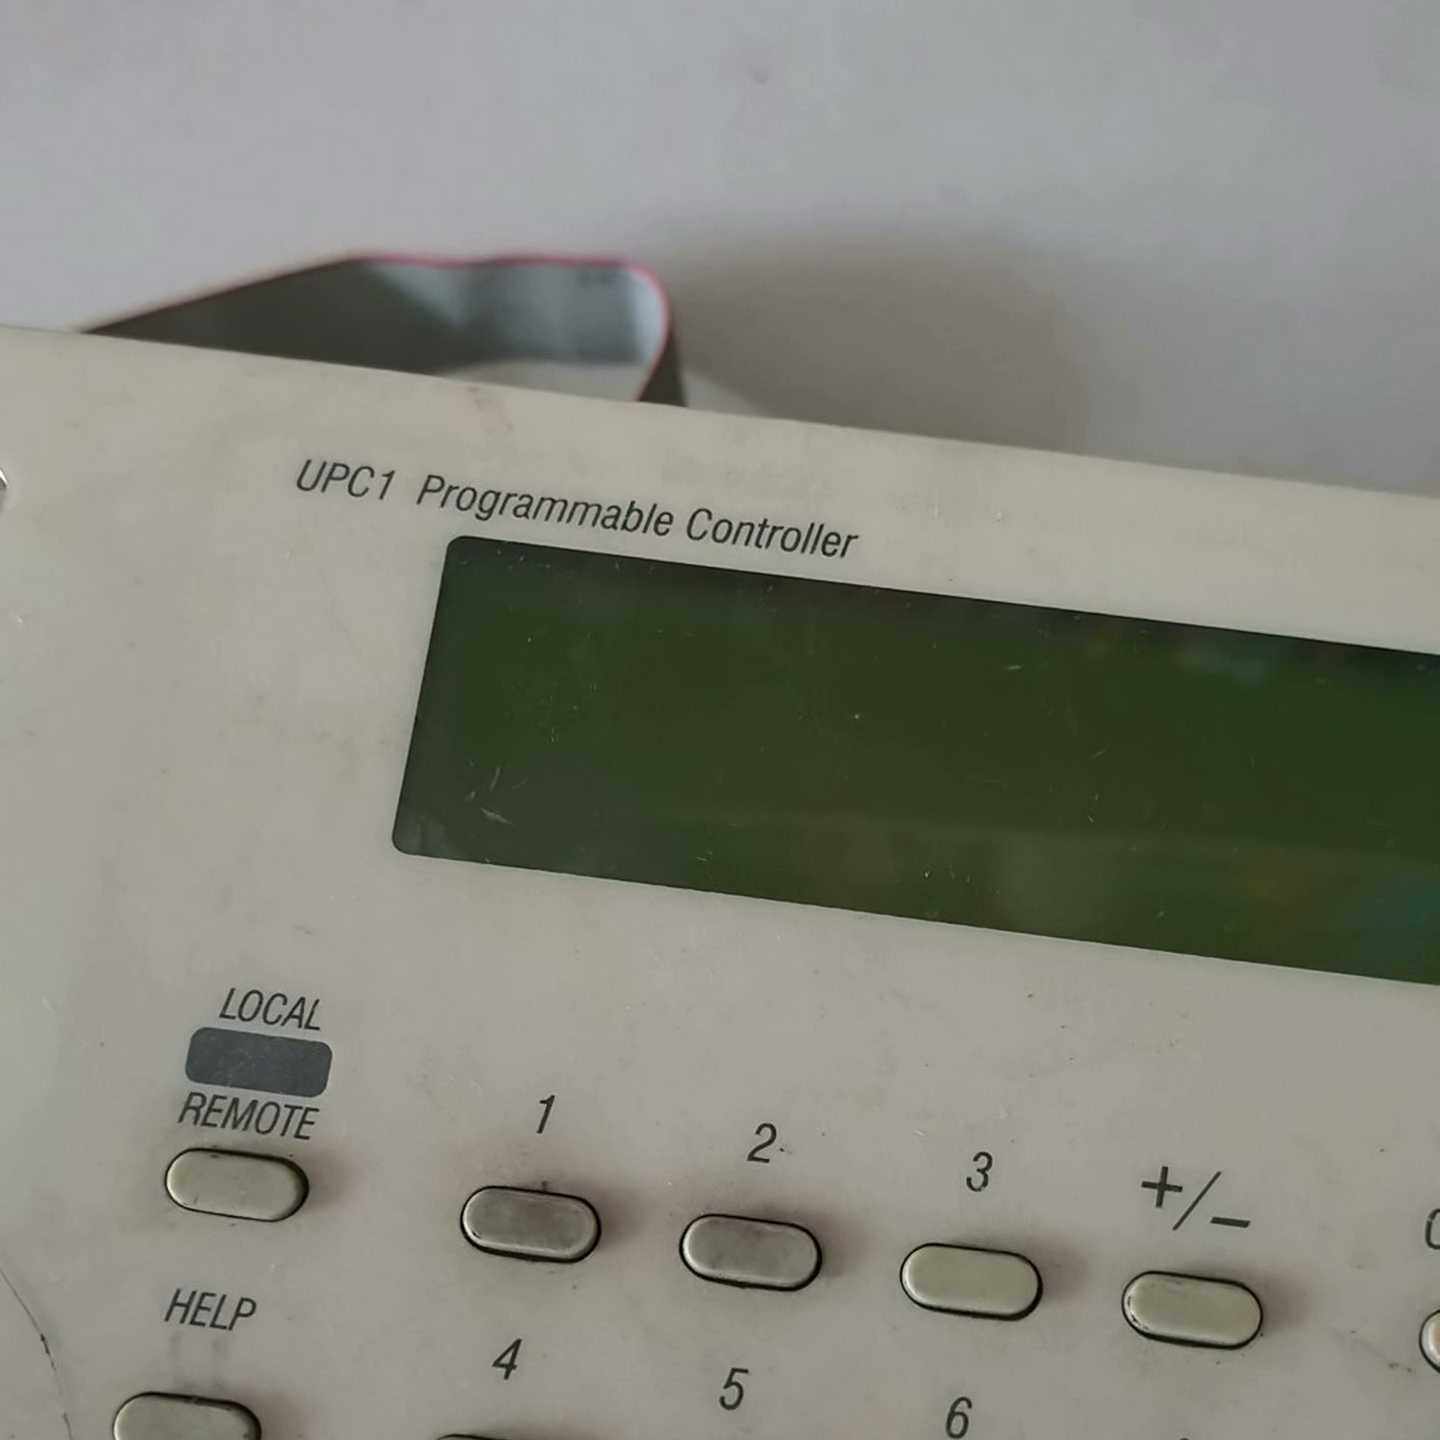 UPC1 Programmable Controller
LOCAL
REMOTE
1 2 3 +/−
HELP
4 5 6